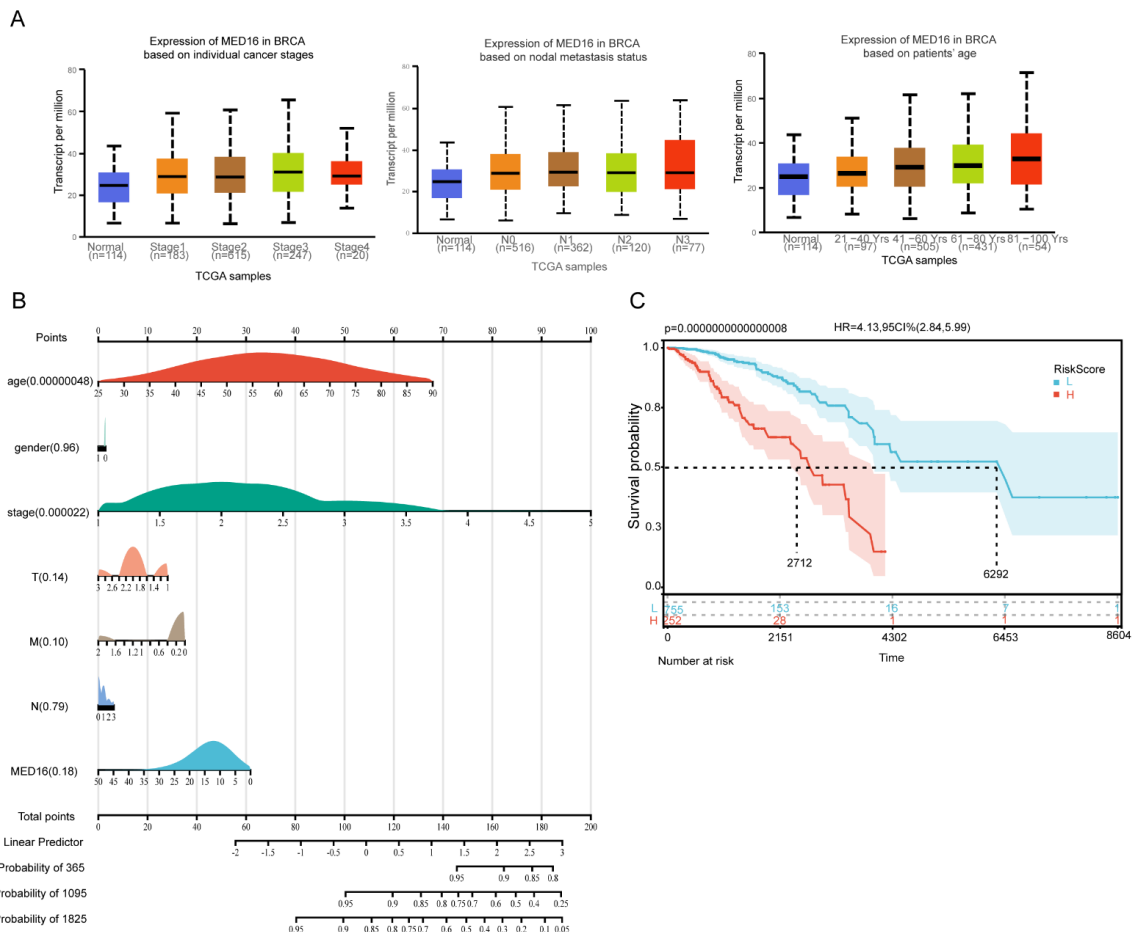 A
Expression of MED16 in BRCA
based on individual cancer stages
Transcript per million
80
60
40
20
0
Normal Stage1 Stage2 Stage3 Stage4
(n=114) (n=183) (n=615) (n=247) (n=20)
TCGA samples
Expression of MED16 in BRCA
based on nodal metastasis status
Transcript per million
80
60
40
20
0
Normal N0 N1 N2 N3
(n=114) (n=516) (n=362) (n=120) (n=77)
TCGA samples
Expression of MED16 in BRCA
based on patients' age
Transcript per million
80
60
40
20
0
Normal 21 −40 Yrs 41 −60 Yrs 61 −80 Yrs 81 −100 Yrs
(n=114) (n=97) (n=505) (n=431) (n=54)
TCGA samples
B
0 10 20 30 40 50 60 70 80 90 100
Points
age(0.00000048)
25 30 35 40 45 50 55 60 65 70 75 80 85 90
gender(0.96)
1 0
stage(0.000022)
1 1.5 2 2.5 3 3.5 4 4.5 5
T(0.14)
3 2.6 2.2 1.8 1.4 1
M(0.10)
2 1.6 1.2 1 0.6 0.2 0
N(0.79)
0 1 2 3
MED16(0.18)
50 45 40 35 30 25 20 15 10 5 0
Total points
0 20 40 60 80 100 120 140 160 180 200
Linear Predictor
-2 -1.5 -1 -0.5 0 0.5 1 1.5 2 2.5 3
Probability of 365
0.95 0.9 0.85 0.8
Probability of 1095
0.95 0.9 0.85 0.8 0.75 0.7 0.6 0.5 0.4 0.25
Probability of 1825
0.95 0.9 0.85 0.8 0.75 0.7 0.6 0.5 0.4 0.3 0.2 0.1 0.05
C
p=0.0000000000000008 HR=4.13,95CI%(2.84,5.99)
RiskScore
L
H
Survival probability
1.0
0.8
0.5
0.3
0.0
2712
6292
L 755 153 16 7 1
H 252 28 1 1 1
0 2151 4302 6453 8604
Number at risk
Time